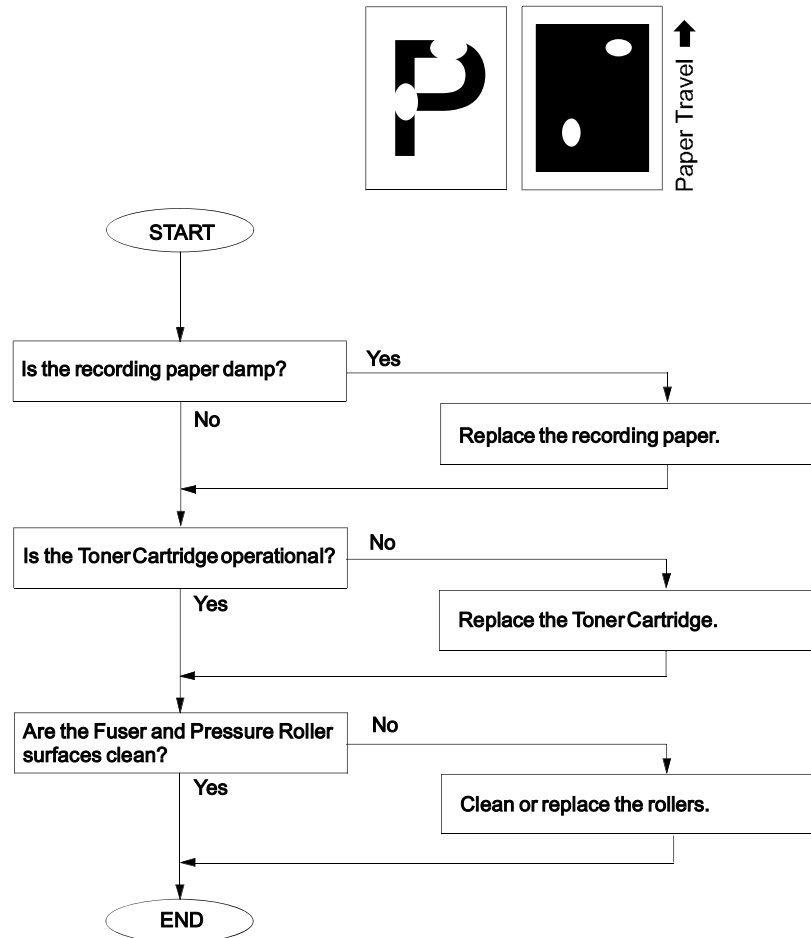 Paper Travel
START
Is the recording paper damp?
Yes
No
Replace the recording paper.
Is the Toner Cartridge operational?
No
Yes
Replace the Toner Cartridge.
Are the Fuser and Pressure Roller
surfaces clean?
No
Yes
Clean or replace the rollers.
END